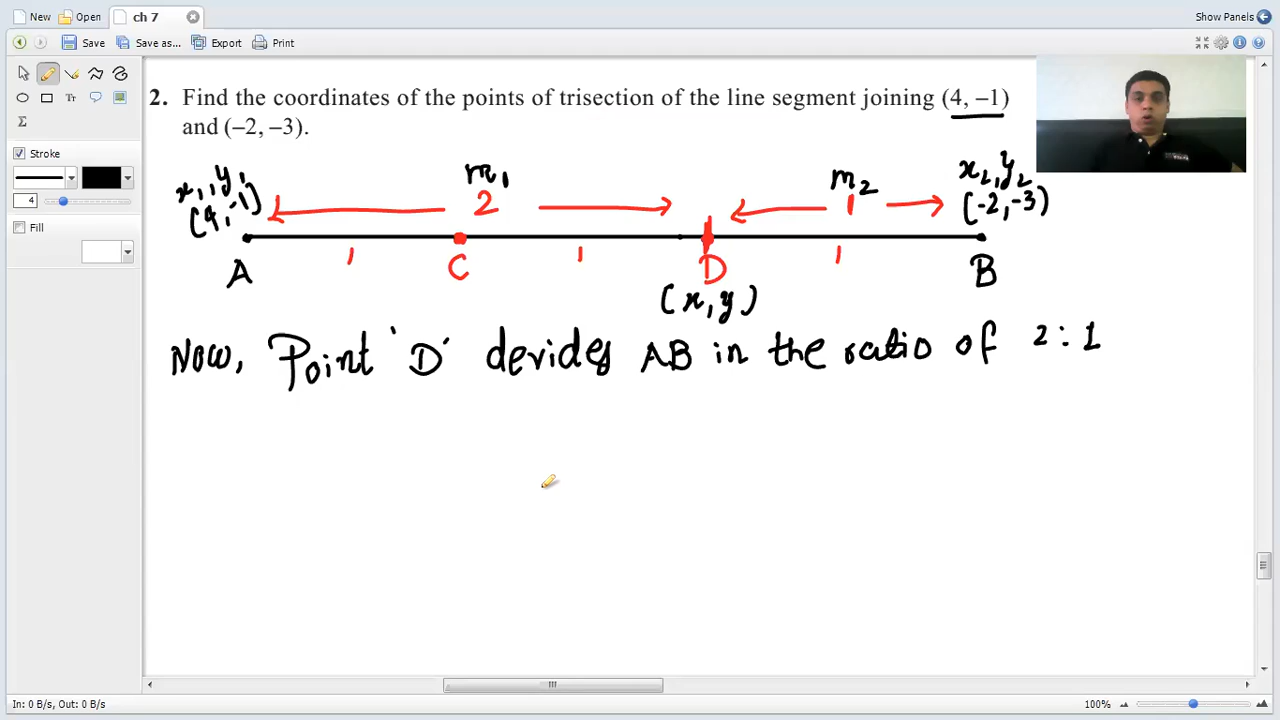 New Open ch 7 Show Panels
Save Save as... Export Print
2. Find the coordinates of the points of trisection of the line segment joining (4, –1)
and (–2, –3).
Tr
Σ
Stroke
4
Fill
x₁, y₁ m₁ m₂ x₂, y₂
(4, -1) 2 1 (-2, -3)
1 1 1
A C D B
(x, y)
Now, Point 'D' devides AB in the ratio of 2 : 1
In: 0 B/s, Out: 0 B/s 100%